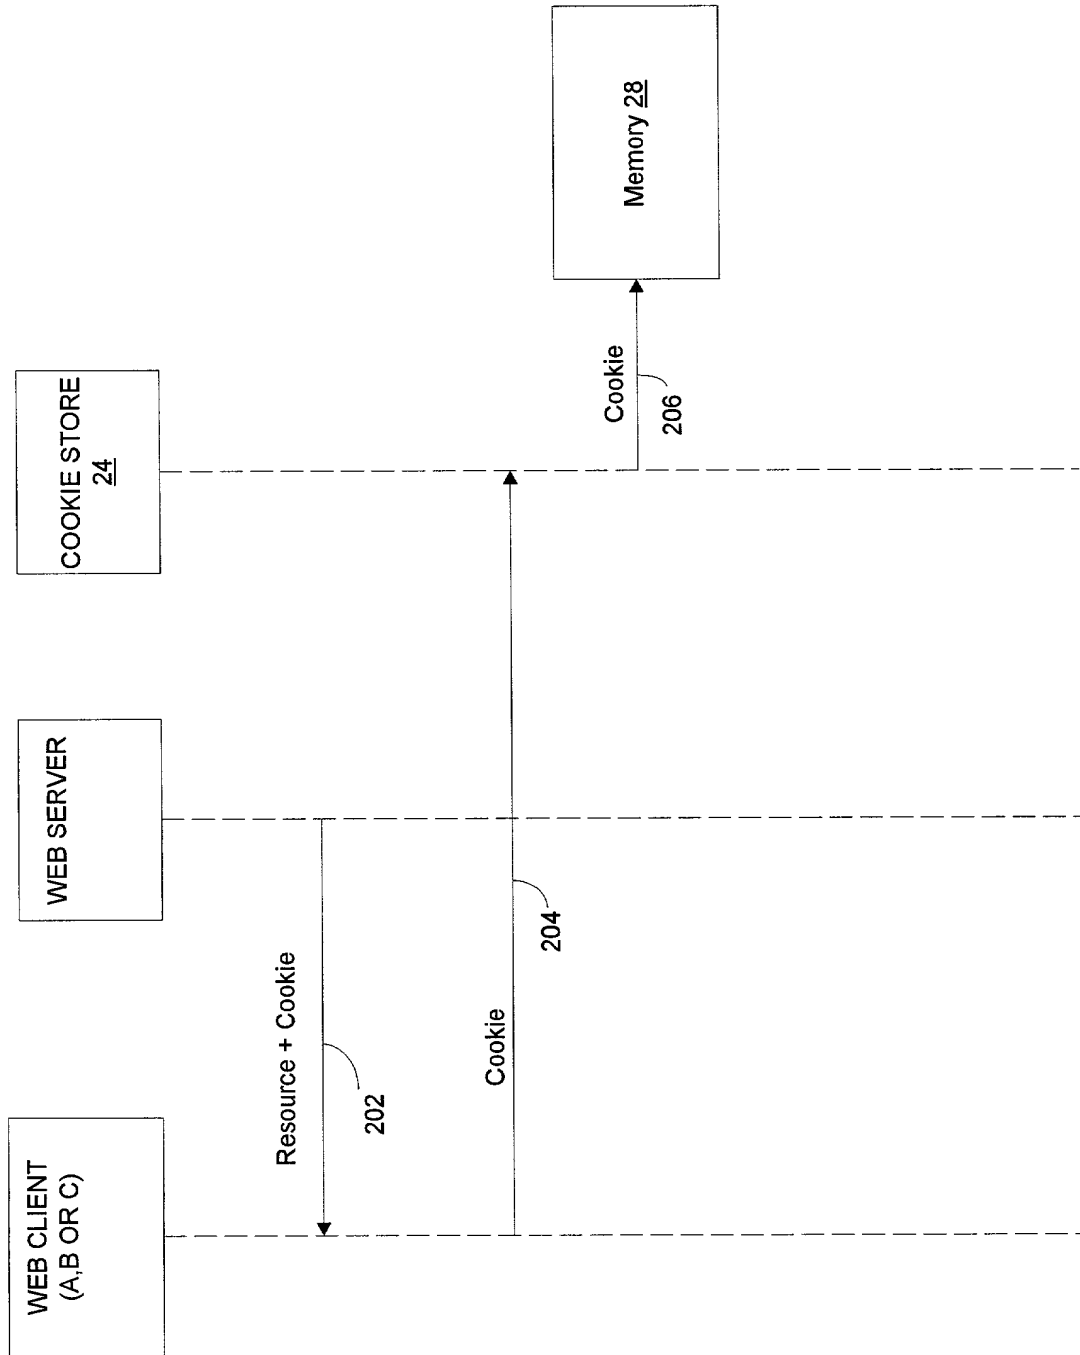 WEB CLIENT
(A,B OR C)
WEB SERVER
COOKIE STORE
24
Resource + Cookie
202
Cookie
204
Cookie
206
Memory 28